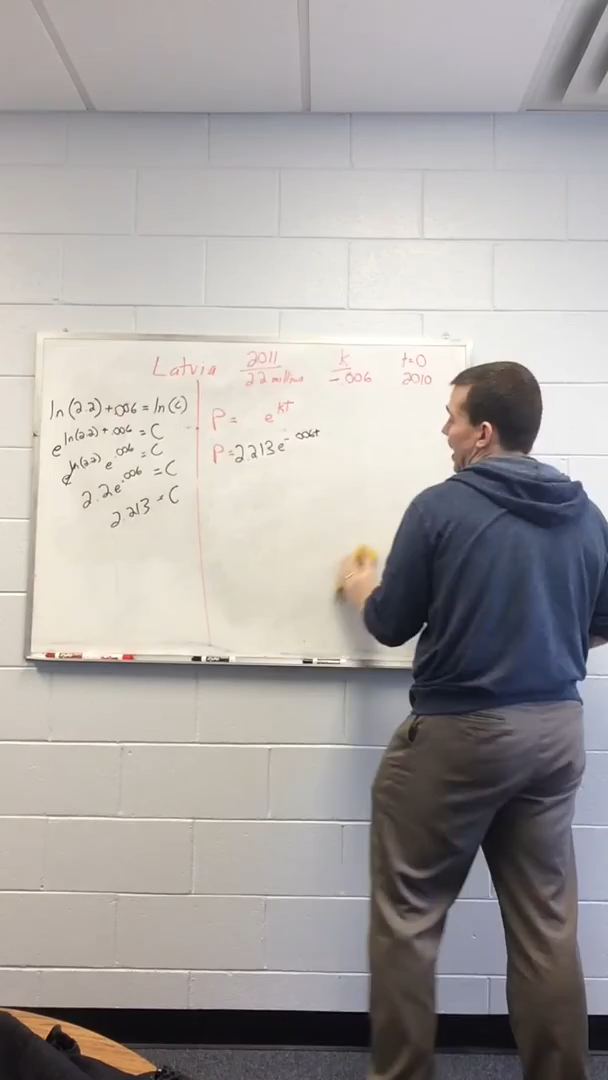 Latvia 2011 k t=0
2.2 million -.006 2010
ln(2.2)+.006=ln(C)
e^ln(2.2)+.006=C
e^ln(2.2) e^.006=C
2.2e^.006=C
2.213=C
P= e^kt
P=2.213e^-.006t